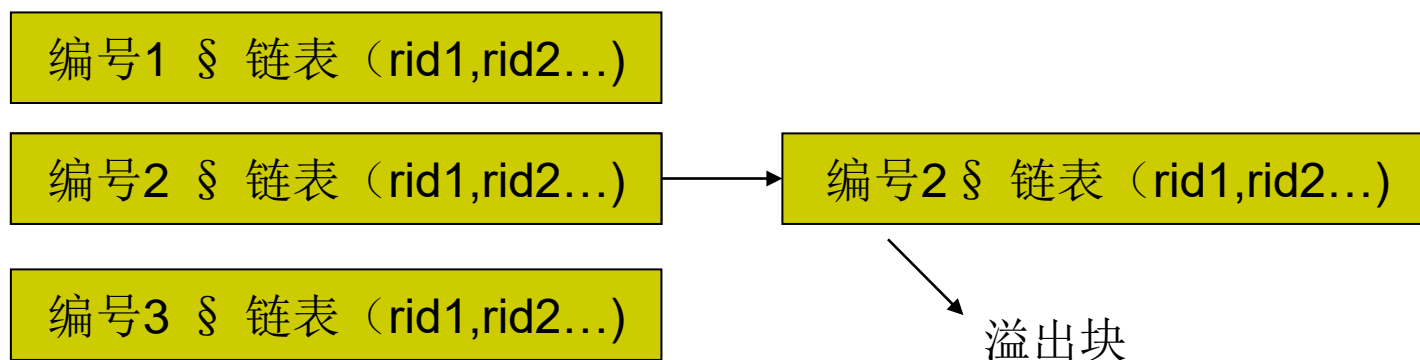 编号1 § 链表（rid1,rid2…)
编号2 § 链表（rid1,rid2…)
编号2 § 链表（rid1,rid2…)
编号3 § 链表（rid1,rid2…)
溢出块